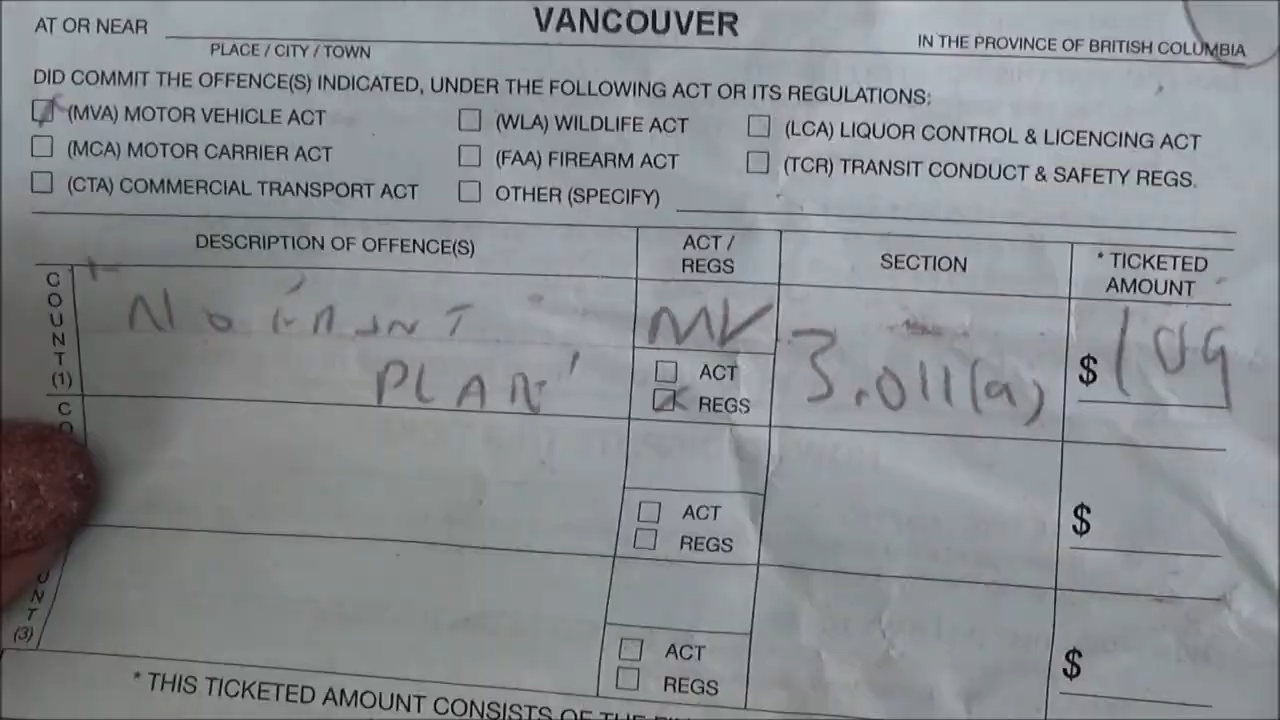 AT OR NEAR VANCOUVER IN THE PROVINCE OF BRITISH COLUMBIA
PLACE / CITY / TOWN
DID COMMIT THE OFFENCE(S) INDICATED, UNDER THE FOLLOWING ACT OR ITS REGULATIONS:
(MVA) MOTOR VEHICLE ACT (WLA) WILDLIFE ACT (LCA) LIQUOR CONTROL & LICENCING ACT
(MCA) MOTOR CARRIER ACT (FAA) FIREARM ACT (TCR) TRANSIT CONDUCT & SAFETY REGS.
(CTA) COMMERCIAL TRANSPORT ACT OTHER (SPECIFY)
DESCRIPTION OF OFFENCE(S) ACT / REGS SECTION * TICKETED AMOUNT
COUNT (1) NO PLAN MV 3.011(a) $109
ACT
REGS
ACT $
REGS
(3) ACT $
REGS
* THIS TICKETED AMOUNT CONSISTS OF THE